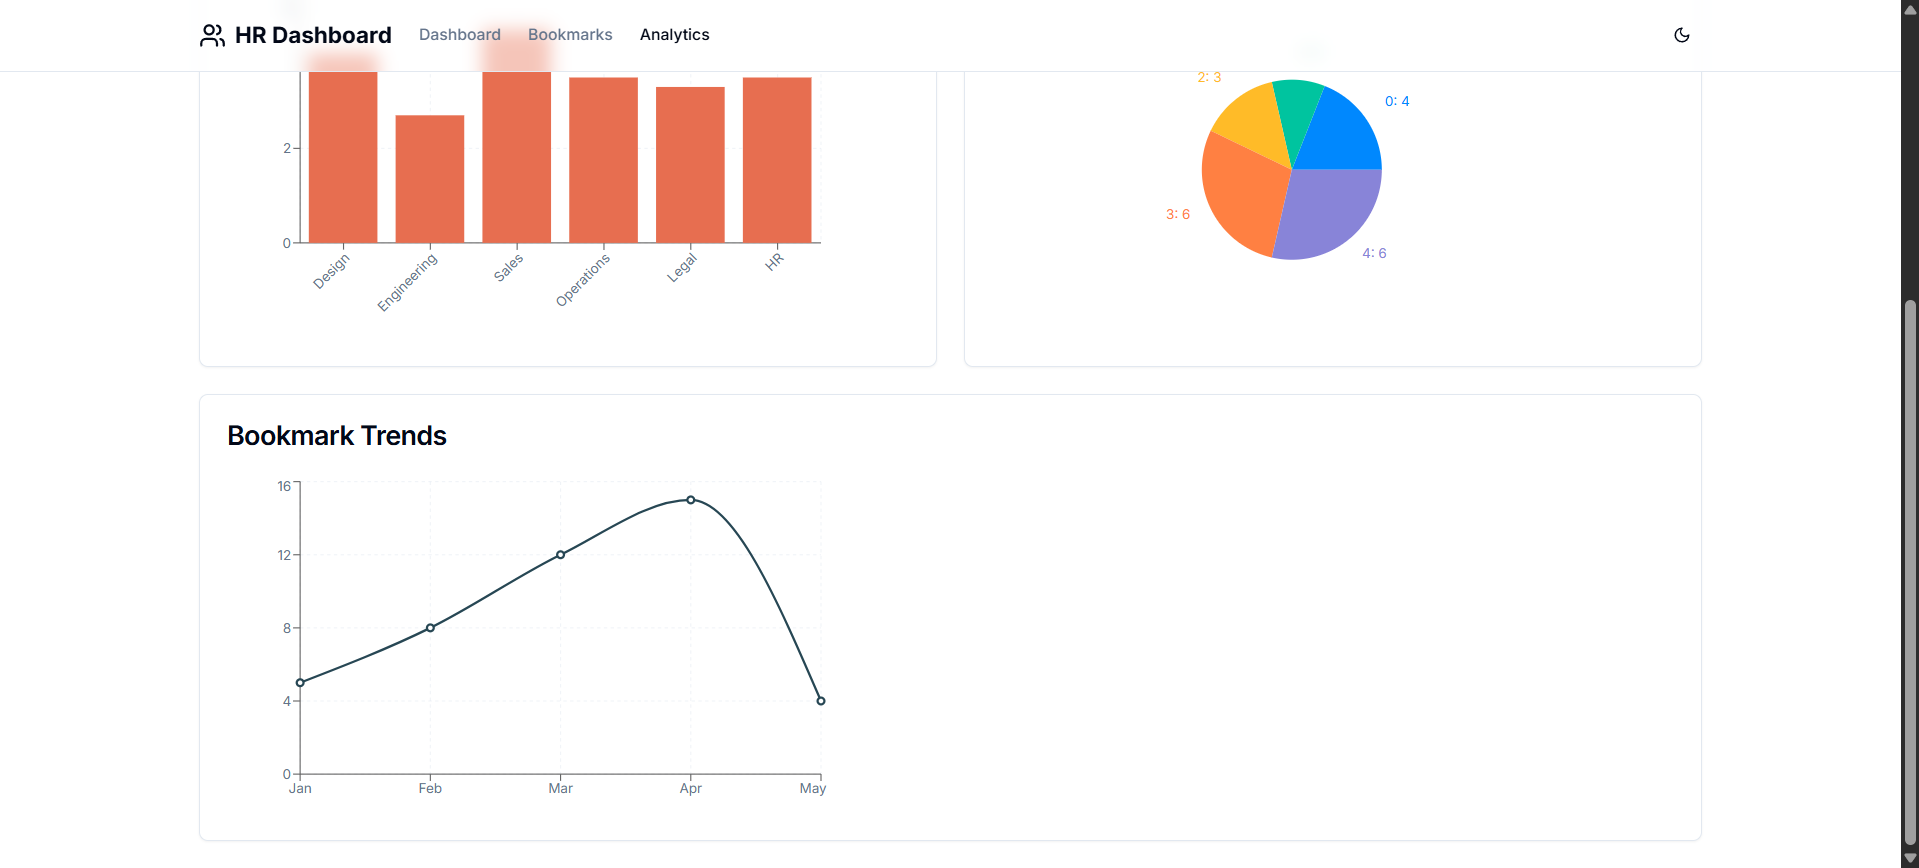 HR Dashboard Dashboard Bookmarks Analytics
2
0
Design Engineering Sales Operations Legal HR
2: 3
0: 4
3: 6
4: 6
Bookmark Trends
16
12
8
4
0
Jan Feb Mar Apr May